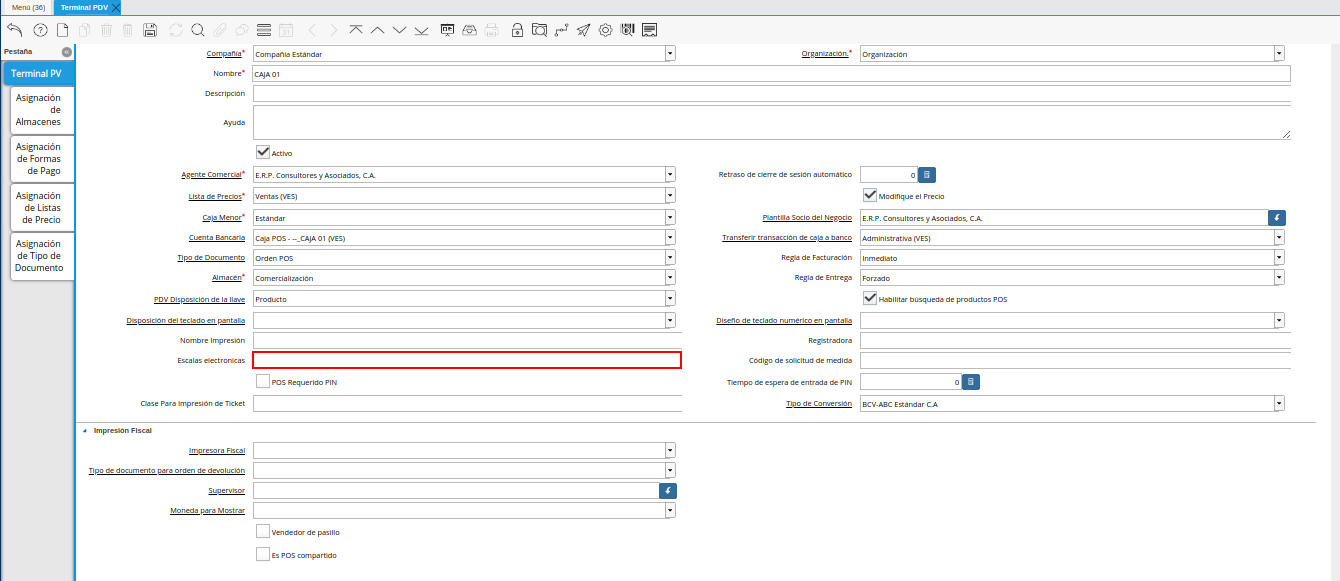 Menú (36) Terminal PDV
Pestaña
Terminal PV
Asignación
de
Almacenes
Asignación
de Formas
de Pago
Asignación
de Listas
de Precio
Asignación
de Tipo de
Documento
Compañía* Compañía Estándar Organización.* Organización
Nombre* CAJA 01
Descripción
Ayuda
Activo
Agente Comercial* E.R.P. Consultores y Asociados, C.A. Retraso de cierre de sesión automático 0
Lista de Precios* Ventas (VES) Modifique el Precio
Caja Menor* Estándar Plantilla Socio del Negocio E.R.P. Consultores y Asociados, C.A.
Cuenta Bancaria Caja POS - --_CAJA 01 (VES) Transferir transacción de caja a banco Administrativa (VES)
Tipo de Documento Orden POS Regla de Facturación Inmediato
Almacén* Comercialización Regla de Entrega Forzado
PDV Disposición de la llave Producto Habilitar búsqueda de productos POS
Disposición del teclado en pantalla Diseño de teclado numérico en pantalla
Nombre Impresión Registradora
Escalas electronicas Código de solicitud de medida
POS Requerido PIN Tiempo de espera de entrada de PIN 0
Clase Para Impresión de Ticket Tipo de Conversión BCV-ABC Estándar C.A
Impresión Fiscal
Impresora Fiscal
Tipo de documento para orden de devolución
Supervisor
Moneda para Mostrar
Vendedor de pasillo
Es POS compartido